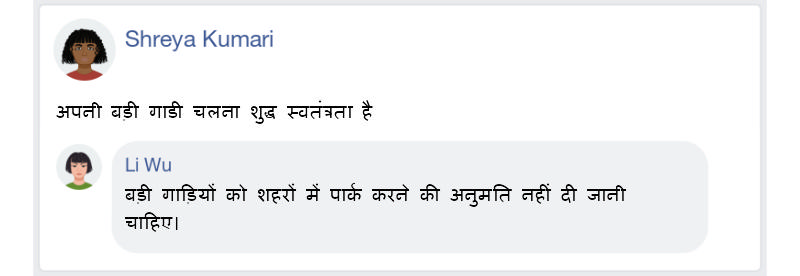 Shreya Kumari
अपनी बड़ी गाडी चलना शुद्ध स्वतंत्रता है
Li Wu
बड़ी गाड़ियों को शहरों में पार्क करने की अनुमति नहीं दी जानी
चाहिए।